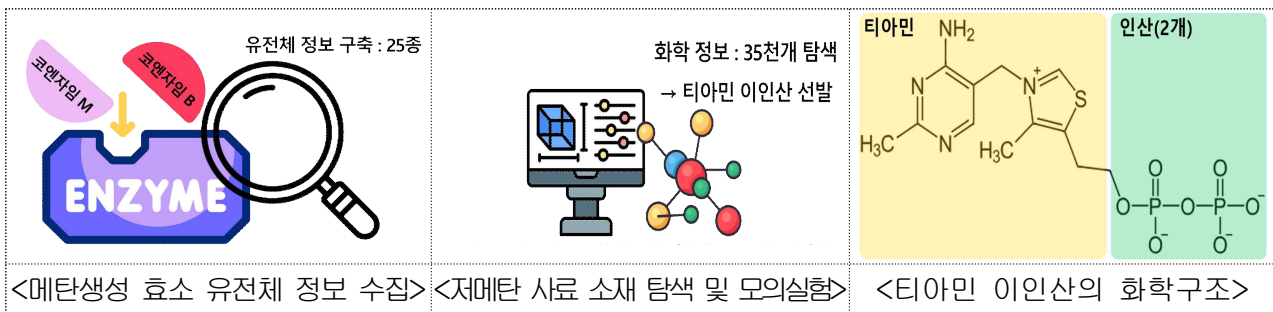 유전체 정보 구축 : 25종
코엔자임 M
코엔자임 B
ENZYME
<메탄생성 효소 유전체 정보 수집>
화학 정보 : 35천개 탐색
→ 티아민 이인산 선발
<저메탄 사료 소재 탐색 및 모의실험>
티아민
인산(2개)
NH₂
N
N
H₃C
N⁺
S
H₃C
O
O
O P O P O⁻
O⁻
O⁻
<티아민 이인산의 화학구조>